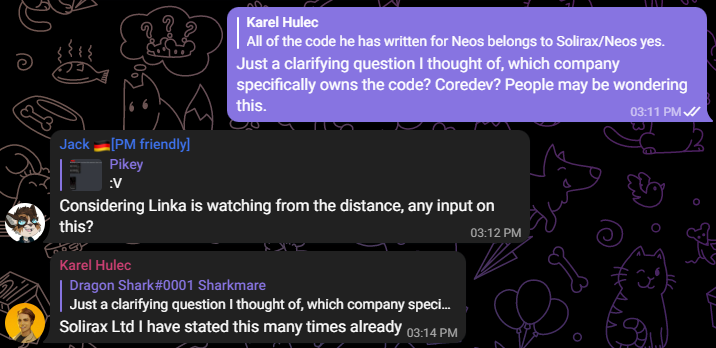 Karel Hulec
All of the code he has written for Neos belongs to Solirax/Neos yes.
Just a clarifying question I thought of, which company
specifically owns the code? Coredev? People may be wondering
this.
03:11 PM
Jack 🇩🇪[PM friendly]
Pikey
:V
Considering Linka is watching from the distance, any input on
this?
03:12 PM
Karel Hulec
Dragon Shark#0001 Sharkmare
Just a clarifying question I thought of, which company speci...
Solirax Ltd I have stated this many times already
03:14 PM